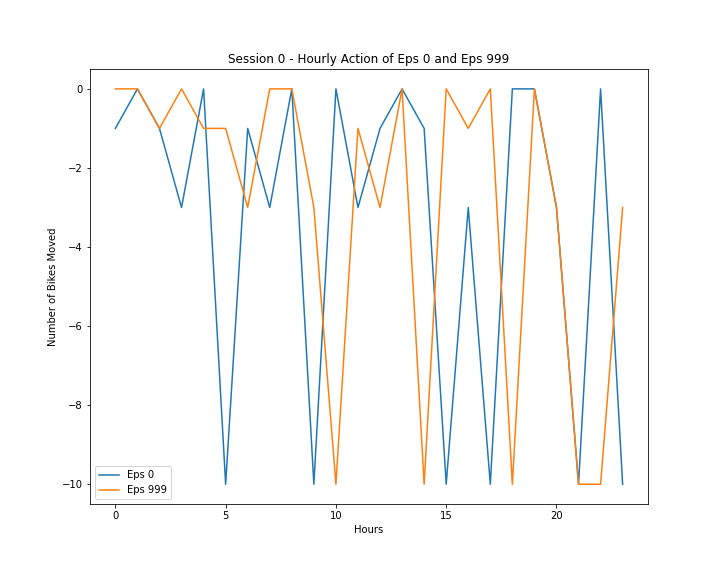 Session 0 - Hourly Action of Eps 0 and Eps 999
Number of Bikes Moved
0
−2
−4
−6
−8
−10
Eps 0
Eps 999
0
5
10
15
20
Hours